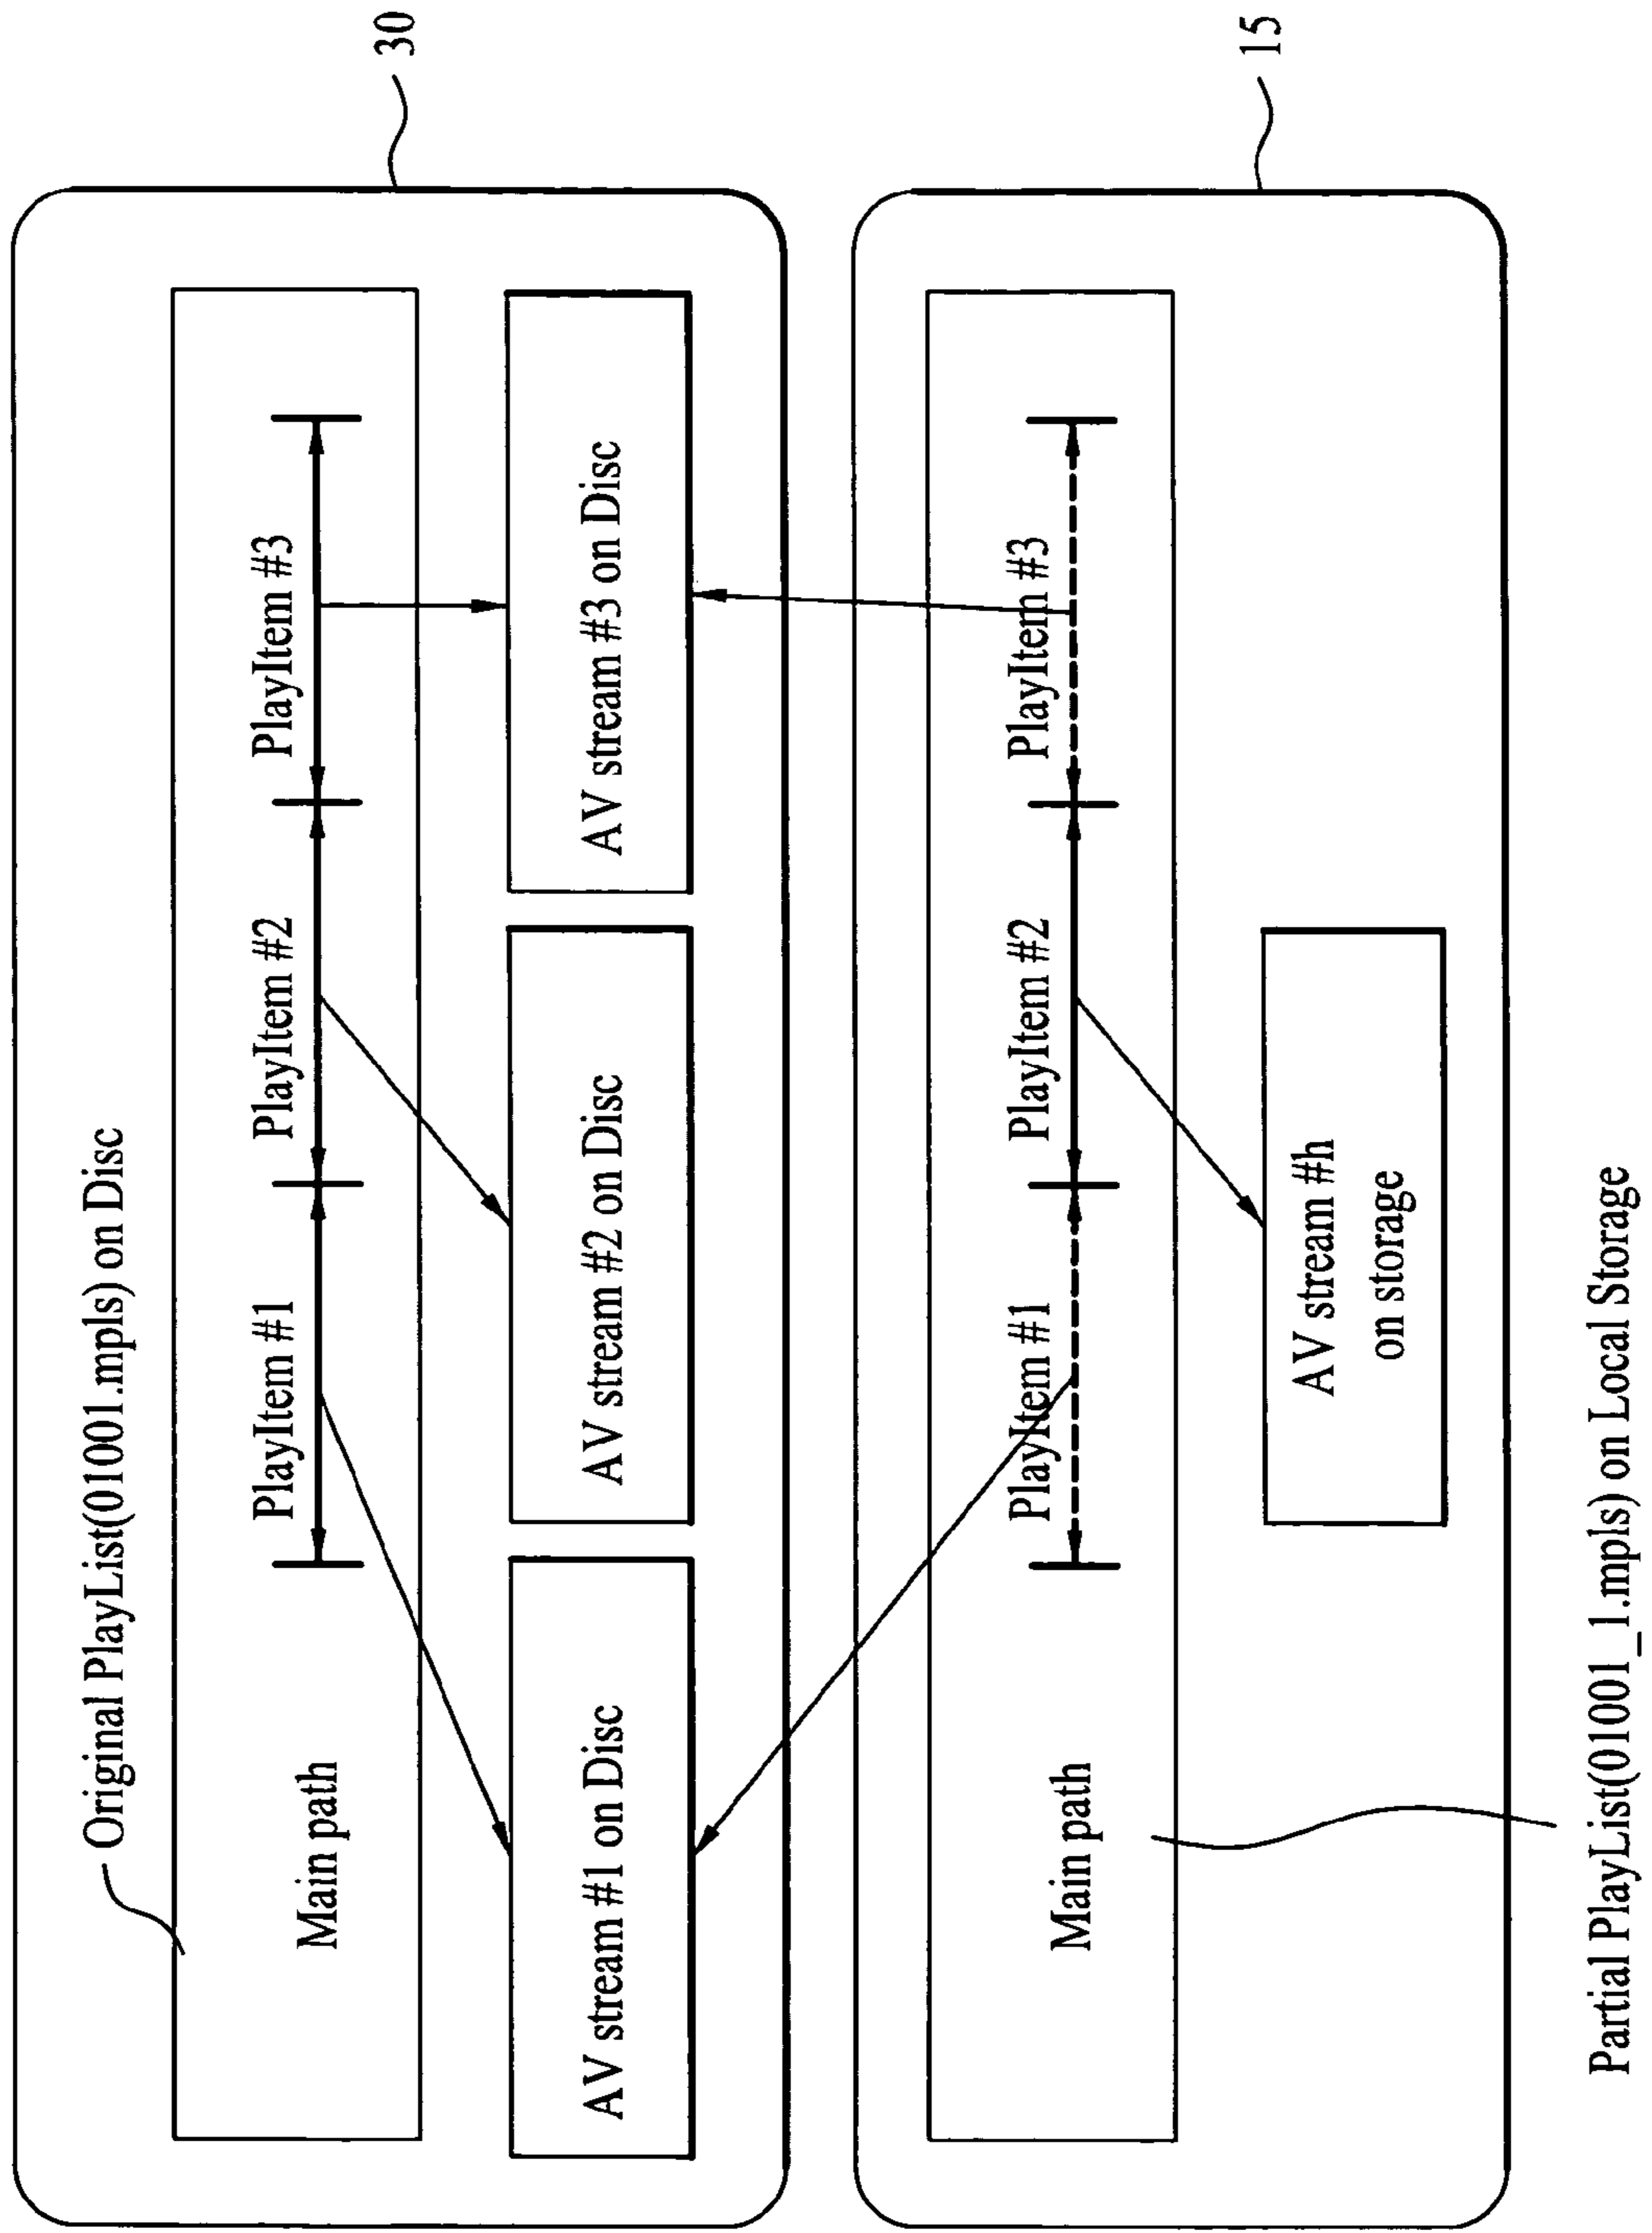 Original PlayList(01001.mpls) on Disc
30
Main path
PlayItem #1
PlayItem #2
PlayItem #3
AV stream #1 on Disc
AV stream #2 on Disc
AV stream #3 on Disc
15
Main path
PlayItem #1
PlayItem #2
PlayItem #3
AV stream #h
on storage
Partial PlayList(01001_1.mpls) on Local Storage